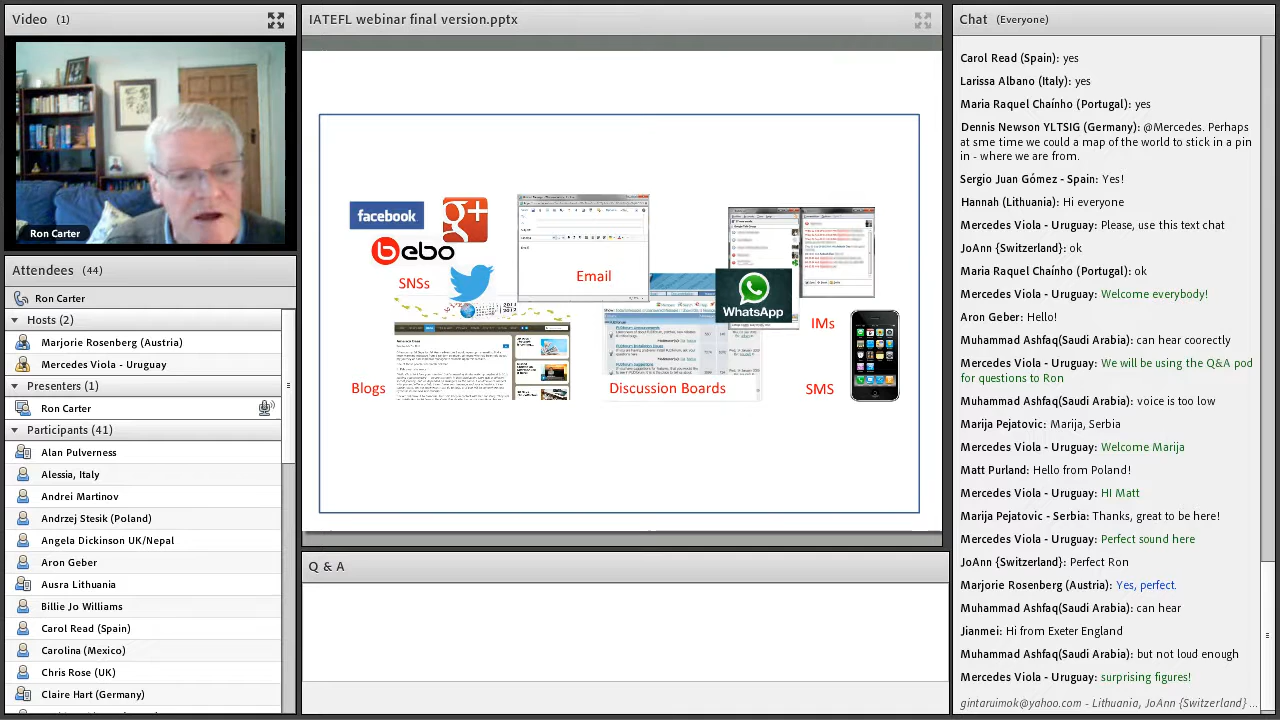 Video (1)
Ron Carter
Attendees (44)
Ron Carter
Hosts (2)
Marjorie Rosenberg (Austria)
Mercedes Viola - Uruguay
Presenters (1)
Ron Carter
Participants (41)
Alan Pulverness
Alessia, Italy
Andrei Martinov
Andrzej Stesik (Poland)
Angela Dickinson UK/Nepal
Aron Geber
Ausra Lithuania
Billie Jo Williams
Carol Read (Spain)
Carolina (Mexico)
Chris Rose (UK)
Claire Hart (Germany)
IATEFL webinar final version.pptx
facebook
g+
bebo
SNSs
Email
WhatsApp
IMs
Blogs
Discussion Boards
SMS
Q & A
Chat (Everyone)
Carol Read (Spain): yes
Larissa Albano (Italy): yes
Maria Raquel Chaínho (Portugal): yes
Dennis Newson YLTSIG (Germany): @Mercedes. Perhaps
at sme time we could a map of the world to stick in a pin
in - where we are from.
Sergio Juan Gómez - Spain: Yes!
Hanna (Lithuania): Hi everyone
Mercedes Viola - Uruguay: Please, use the text chat
JoAnn {Switzerland}: ok
Maria Raquel Chaínho (Portugal): ok
Mercedes Viola - Uruguay: Welcome everybody!
Aron Geber: Hello!
Muhammad Ashfaq(Saudi Arabia): can hear poorectly
Mercedes Viola - Uruguay: We will be using the Q&A pod
for questions to Ron
Muhammad Ashfaq(Saudi Arabia): voice is too low
Marija Pejatovic: Marija, Serbia
Mercedes Viola - Uruguay: Welcome Marija
Matt Purland: Hello from Poland!
Mercedes Viola - Uruguay: HI Matt
Marija Pejatovic - Serbia: Thanks, great to be here!
Mercedes Viola - Uruguay: Perfect sound here
JoAnn {Switzerland}: Perfect Ron
Marjorie Rosenberg (Austria): Yes, perfect.
Muhammad Ashfaq(Saudi Arabia): can hear
Jianmei: Hi from Exeter England
Muhammad Ashfaq(Saudi Arabia): but not loud enough
Mercedes Viola - Uruguay: surprising figures!
gintaruimok@yahoo.com - Lithuania, JoAnn {Switzerland} ...